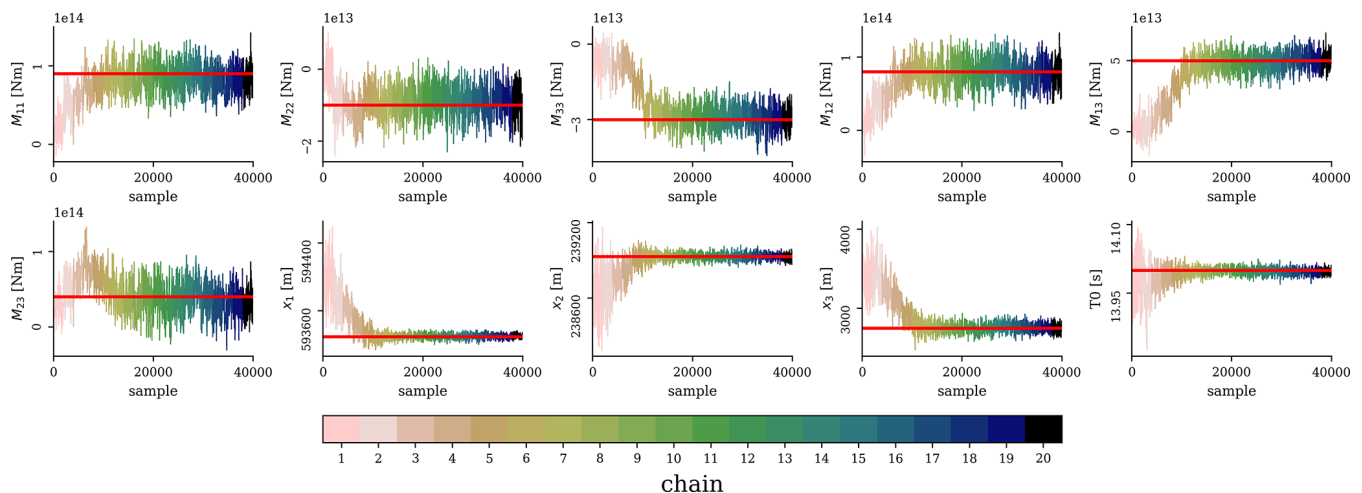 1e14
1e13
1e13
1e14
1e13
M11 [Nm]
1
0
M22 [Nm]
0
−2
M33 [Nm]
0
−3
M12 [Nm]
1
0
M13 [Nm]
5
0
0 20000 40000
0 20000 40000
0 20000 40000
0 20000 40000
0 20000 40000
sample
sample
sample
sample
sample
1e14
M23 [Nm]
1
0
x1 [m]
594400
593600
x2 [m]
239200
238600
x3 [m]
4000
3000
T0 [s]
14.10
13.95
0 20000 40000
0 20000 40000
0 20000 40000
0 20000 40000
0 20000 40000
sample
sample
sample
sample
sample
1 2 3 4 5 6 7 8 9 10 11 12 13 14 15 16 17 18 19 20
chain